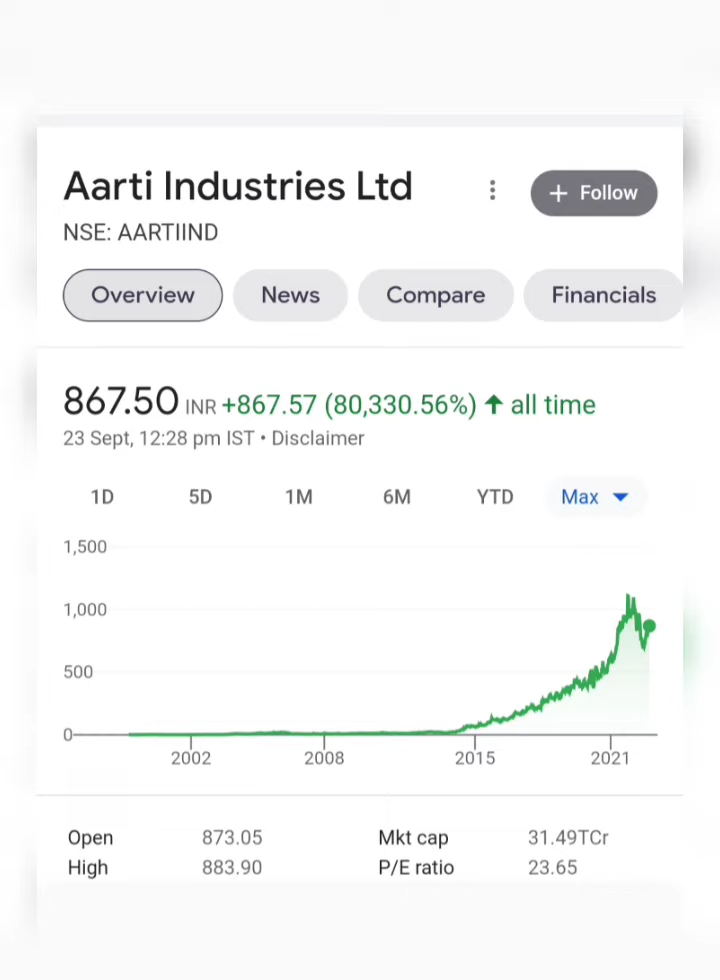 Aarti Industries Ltd
+ Follow
NSE: AARTIIND
Overview News Compare Financials
867.50 INR +867.57 (80,330.56%) ↑ all time
23 Sept, 12:28 pm IST • Disclaimer
1D 5D 1M 6M YTD Max
1,500
1,000
500
0
2002 2008 2015 2021
Open 873.05 Mkt cap 31.49TCr
High 883.90 P/E ratio 23.65